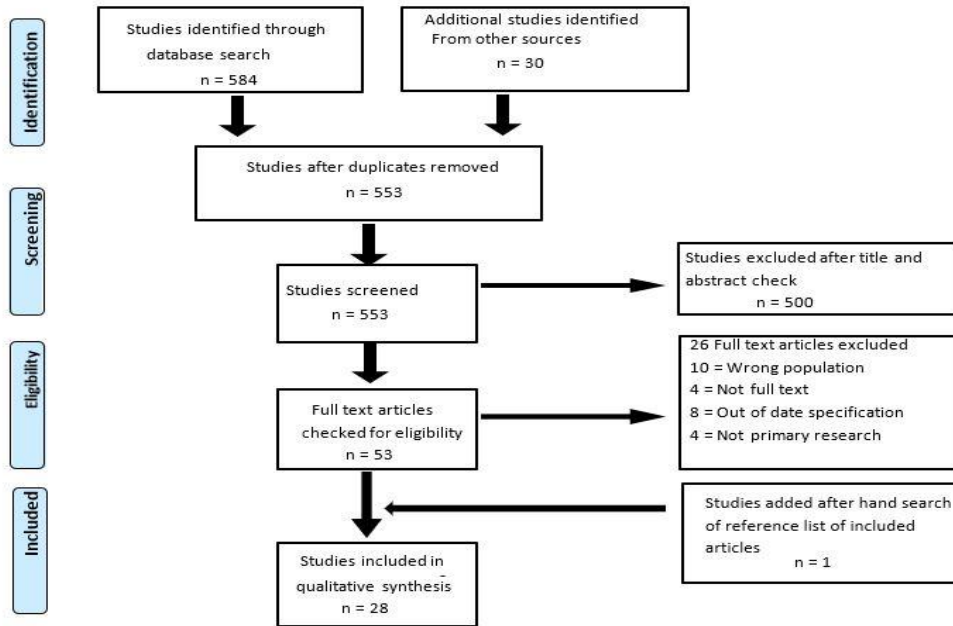 Identification
Studies identified through
database search
n = 584
Additional studies identified
From other sources
n = 30
Studies after duplicates removed
n = 553
Screening
Studies screened
n = 553
Studies excluded after title and
abstract check
n = 500
Eligibility
Full text articles
checked for eligibility
n = 53
26 Full text articles excluded
10 = Wrong population
4 = Not full text
8 = Out of date specification
4 = Not primary research
Included
Studies added after hand search
of reference list of included
articles
n = 1
Studies included in
qualitative synthesis
n = 28